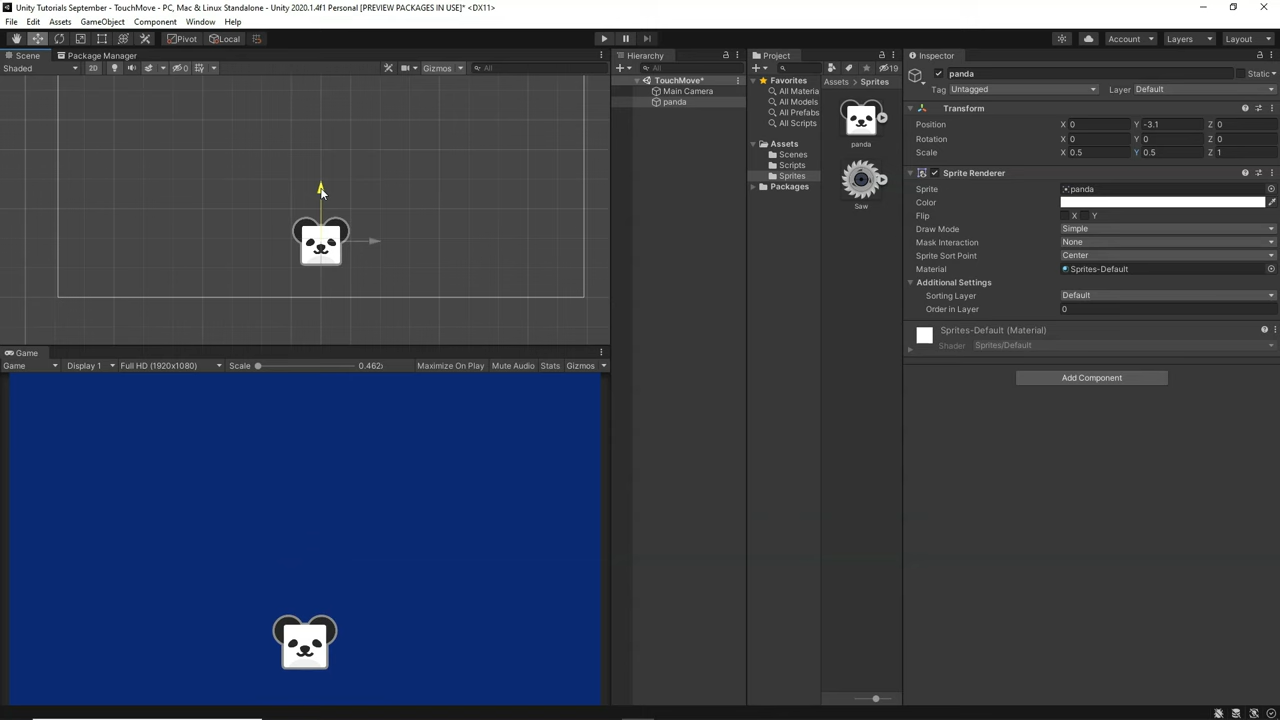 Unity Tutorials September - TouchMove - PC, Mac & Linux Standalone - Unity 2020.1.4f1 Personal [PREVIEW PACKAGES IN USE]* <DX11>
File Edit Assets GameObject Component Window Help
Pivot Local Account Layers Layout
Scene Package Manager
Shaded 2D 0 Gizmos All
Hierarchy
All
TouchMove*
Main Camera
panda
Project
19
Favorites
All Materia
All Models
All Prefabs
All Scripts
Assets
Scenes
Scripts
Sprites
Packages
Assets Sprites
panda
Saw
Inspector
panda Static
Tag Untagged Layer Default
Transform
Position X 0 Y -3.1 Z 0
Rotation X 0 Y 0 Z 0
Scale X 0.5 Y 0.5 Z 1
Sprite Renderer
Sprite panda
Color
Flip X Y
Draw Mode Simple
Mask Interaction None
Sprite Sort Point Center
Material Sprites-Default
Additional Settings
Sorting Layer Default
Order in Layer 0
Sprites-Default (Material)
Shader Sprites/Default
Add Component
Game
Game Display 1 Full HD (1920x1080) Scale 0.462x Maximize On Play Mute Audio Stats Gizmos